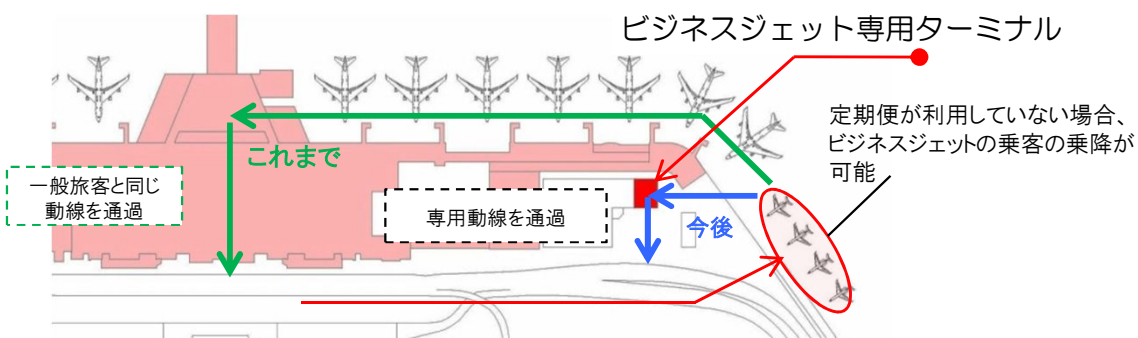 ビジネスジェット専用ターミナル
定期便が利用していない場合、
ビジネスジェットの乗客の乗降が
可能
これまで
一般旅客と同じ
動線を通過
専用動線を通過
今後